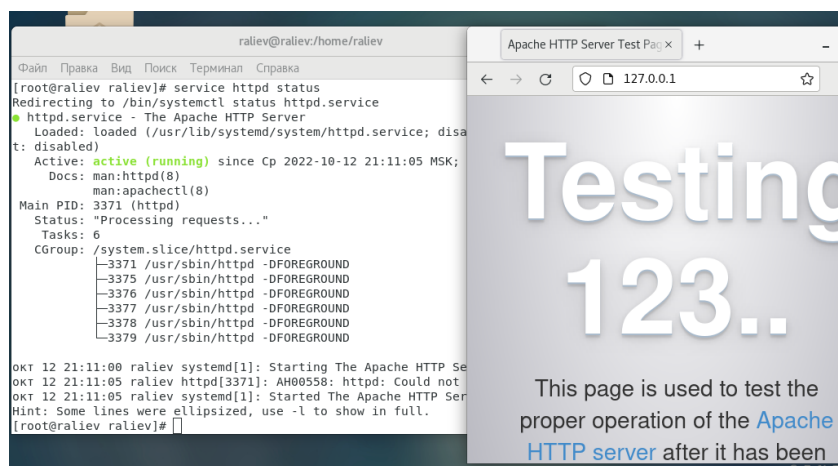 raliev@raliev:/home/raliev
Файл Правка Вид Поиск Терминал Справка
[root@raliev raliev]# service httpd status
Redirecting to /bin/systemctl status httpd.service
● httpd.service - The Apache HTTP Server
   Loaded: loaded (/usr/lib/systemd/system/httpd.service; disa
t: disabled)
   Active: active (running) since Ср 2022-10-12 21:11:05 MSK;
     Docs: man:httpd(8)
           man:apachectl(8)
 Main PID: 3371 (httpd)
   Status: "Processing requests..."
    Tasks: 6
   CGroup: /system.slice/httpd.service
           ├─3371 /usr/sbin/httpd -DFOREGROUND
           ├─3375 /usr/sbin/httpd -DFOREGROUND
           ├─3376 /usr/sbin/httpd -DFOREGROUND
           ├─3377 /usr/sbin/httpd -DFOREGROUND
           ├─3378 /usr/sbin/httpd -DFOREGROUND
           └─3379 /usr/sbin/httpd -DFOREGROUND
окт 12 21:11:00 raliev systemd[1]: Starting The Apache HTTP Se
окт 12 21:11:05 raliev httpd[3371]: AH00558: httpd: Could not
окт 12 21:11:05 raliev systemd[1]: Started The Apache HTTP Ser
Hint: Some lines were ellipsized, use -l to show in full.
[root@raliev raliev]#
Apache HTTP Server Test Pag
127.0.0.1
Testing
123..
This page is used to test the
proper operation of the Apache
HTTP server after it has been